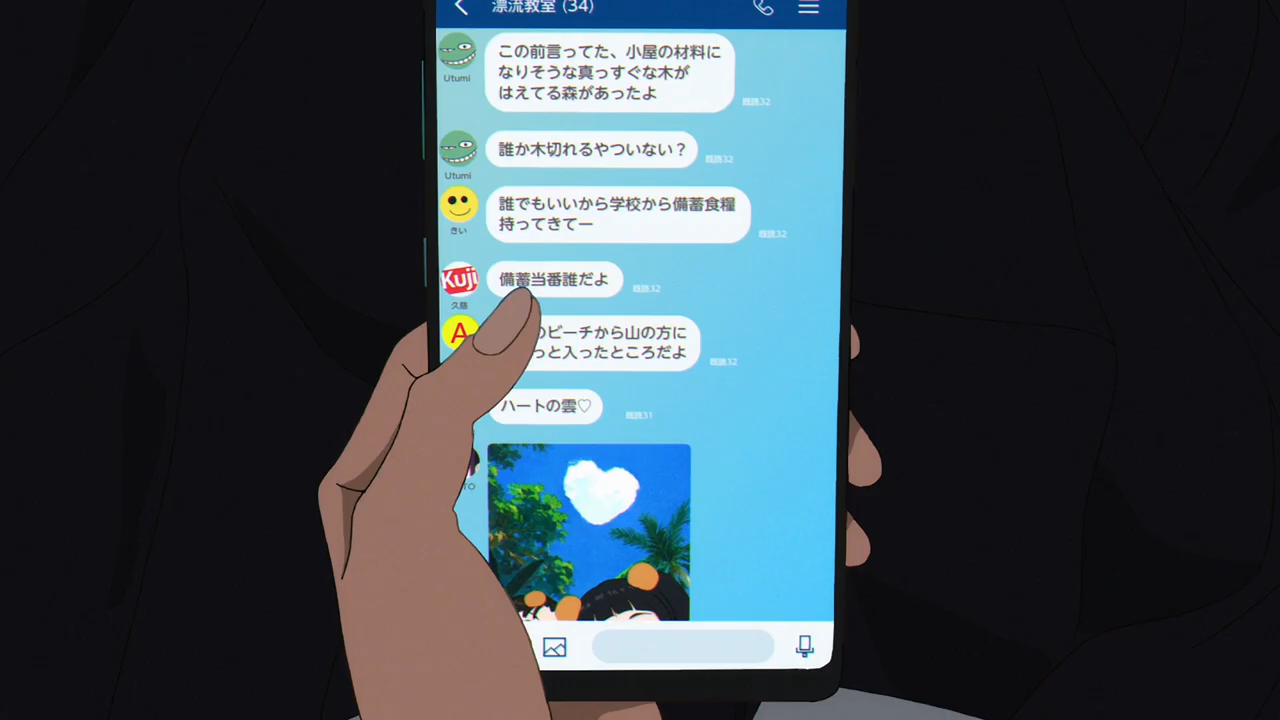 漂流教室 (34)
この前言ってた、小屋の材料に
なりそうな真っすぐな木が
はえてる森があったよ
既読32
Utumi
誰か木切れるやついない？
既読32
Utumi
誰でもいいから学校から備蓄食糧
持ってきてー
既読32
きい
Kuji
備蓄当番誰だよ
既読32
久慈
A
のビーチから山の方に
っと入ったところだよ
既読32
ハートの雲♡
既読31
ro